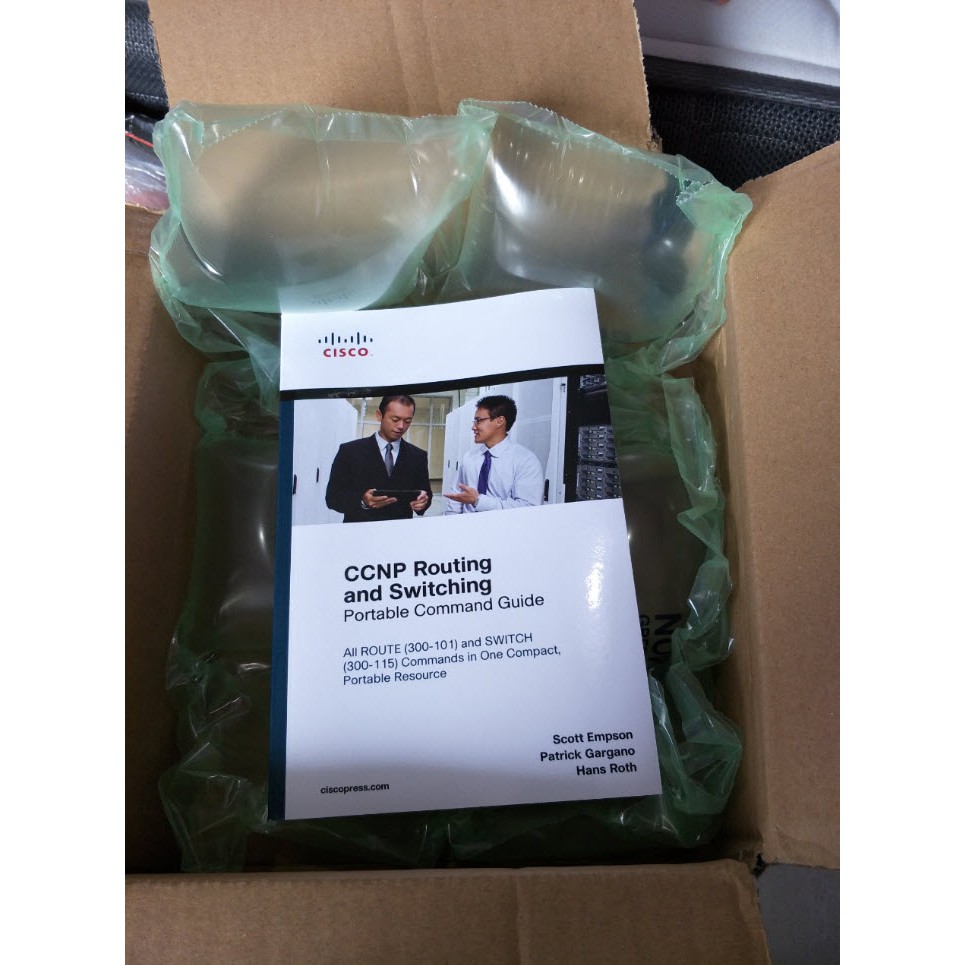 CISCO
CCNP Routing
and Switching
Portable Command Guide
All ROUTE (300-101) and SWITCH
(300-115) Commands in One Compact,
Portable Resource
Scott Empson
Patrick Gargano
Hans Roth
ciscopress.com